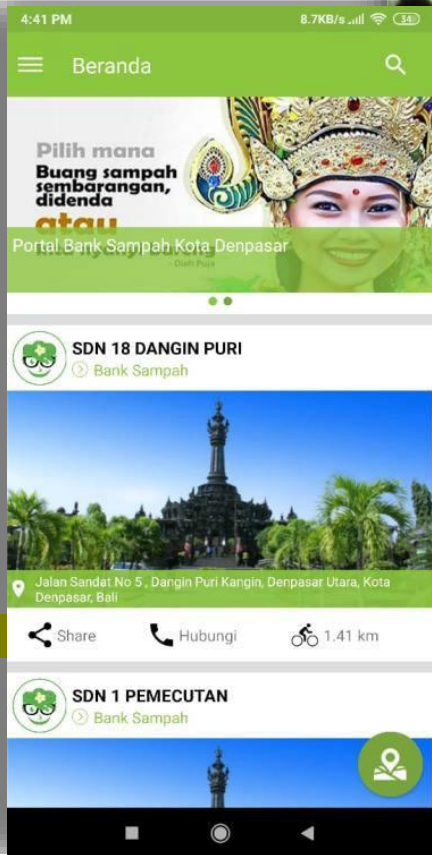 4:41 PM
8.7KB/s
34
Beranda
Pilih mana
Buang sampah
sembarangan,
didenda
atau
Portal Bank Sampah Kota Denpasar
SDN 18 DANGIN PURI
Bank Sampah
Jalan Sandat No 5 , Dangin Puri Kangin, Denpasar Utara, Kota
Denpasar, Bali
Share
Hubungi
1.41 km
SDN 1 PEMECUTAN
Bank Sampah